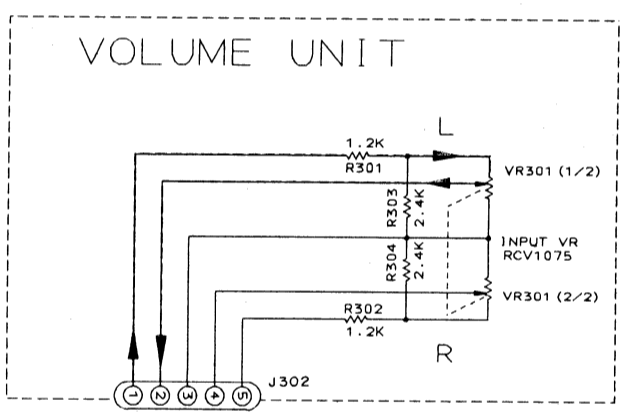 VOLUME UNIT
L
1.2K
R301
VR301 (1/2)
R303
2.4K
INPUT VR
RCV1075
R304
2.4K
VR301 (2/2)
R302
1.2K
R
J302
1 2 3 4 5